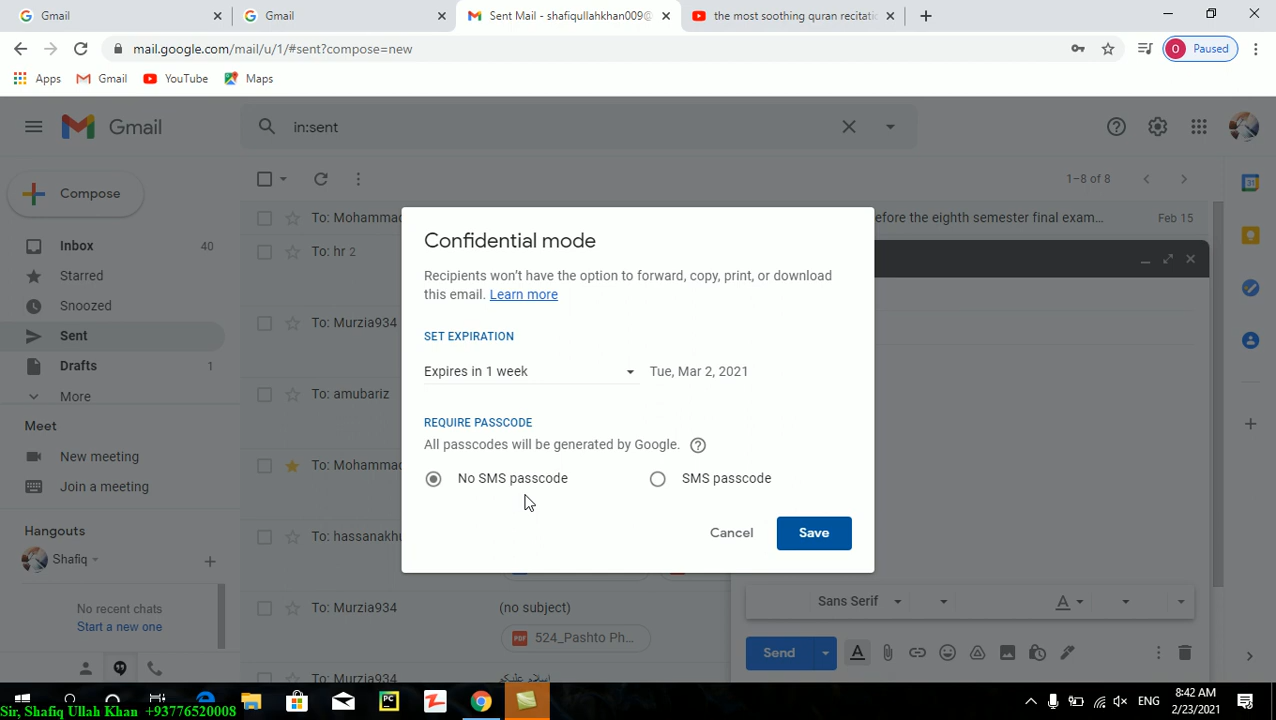 Gmail
Gmail
Sent Mail - shafiqullahkhan009@
the most soothing quran recitatio
mail.google.com/mail/u/1/#sent?compose=new
O Paused
Apps
Gmail
YouTube
Maps
Gmail
in:sent
Compose
1–8 of 8
Inbox 40
Starred
Snoozed
Sent
Drafts 1
More
Meet
New meeting
Join a meeting
Hangouts
Shafiq
No recent chats
Start a new one
To: Mohammad
efore the eighth semester final exam...
Feb 15
To: hr 2
To: Murzia934
To: amubariz
To: Mohammad
To: hassanakhu
To: Murzia934
(no subject)
PDF 524_Pashto Ph...
To: Murzia934
Confidential mode
Recipients won't have the option to forward, copy, print, or download
this email. Learn more
SET EXPIRATION
Expires in 1 week
Tue, Mar 2, 2021
REQUIRE PASSCODE
All passcodes will be generated by Google.
No SMS passcode
SMS passcode
Cancel
Save
Sans Serif
Send
31
PC
ENG
8:42 AM
2/23/2021
Sir, Shafiq Ullah Khan +93776520008